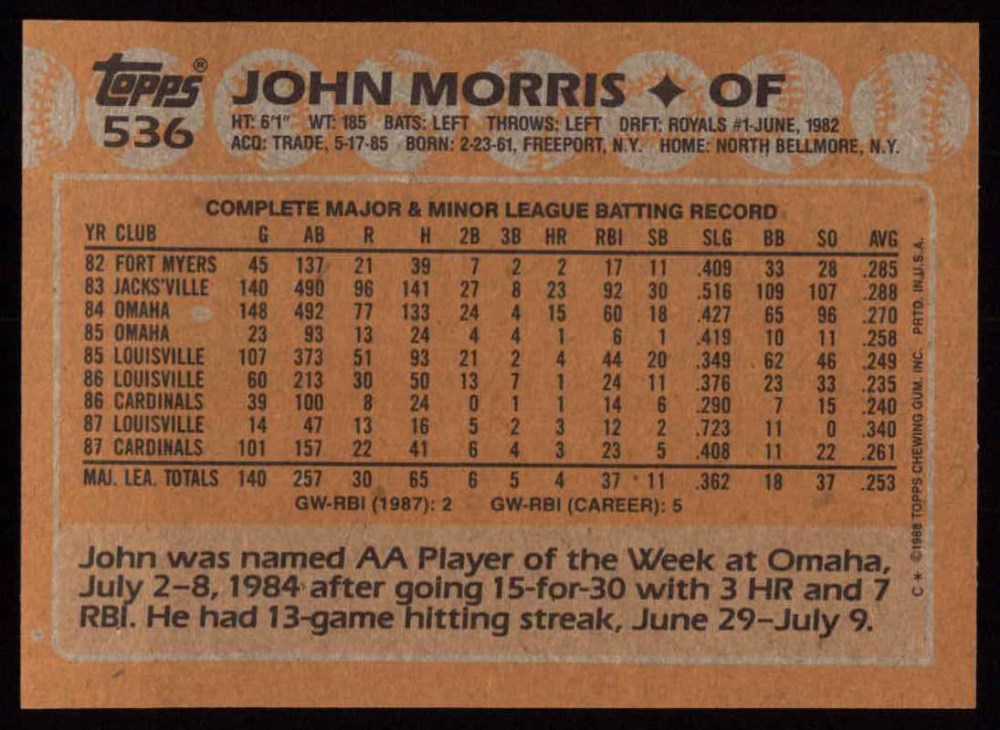 Topps® JOHN MORRIS ✦ OF
536 HT: 6'1" WT: 185 BATS: LEFT THROWS: LEFT DRFT: ROYALS #1-JUNE, 1982
ACQ: TRADE, 5-17-85 BORN: 2-23-61, FREEPORT, N.Y. HOME: NORTH BELLMORE, N.Y.
COMPLETE MAJOR & MINOR LEAGUE BATTING RECORD
YR CLUB G AB R H 2B 3B HR RBI SB SLG BB SO AVG
82 FORT MYERS 45 137 21 39 7 2 2 17 11 .409 33 28 .285
83 JACKS'VILLE 140 490 96 141 27 8 23 92 30 .516 109 107 .288
84 OMAHA 148 492 77 133 24 4 15 60 18 .427 65 96 .270
85 OMAHA 23 93 13 24 4 4 1 6 1 .419 10 11 .258
85 LOUISVILLE 107 373 51 93 21 2 4 44 20 .349 62 46 .249
86 LOUISVILLE 60 213 30 50 13 7 1 24 11 .376 23 33 .235
86 CARDINALS 39 100 8 24 0 1 1 14 6 .290 7 15 .240
87 LOUISVILLE 14 47 13 16 5 2 3 12 2 .723 11 0 .340
87 CARDINALS 101 157 22 41 6 4 3 23 5 .408 11 22 .261
MAJ. LEA. TOTALS 140 257 30 65 6 5 4 37 11 .362 18 37 .253
GW-RBI (1987): 2 GW-RBI (CAREER): 5
John was named AA Player of the Week at Omaha,
July 2–8, 1984 after going 15-for-30 with 3 HR and 7
RBI. He had 13-game hitting streak, June 29–July 9.
C* ©1988 TOPPS CHEWING GUM, INC. PRTD. IN U.S.A.